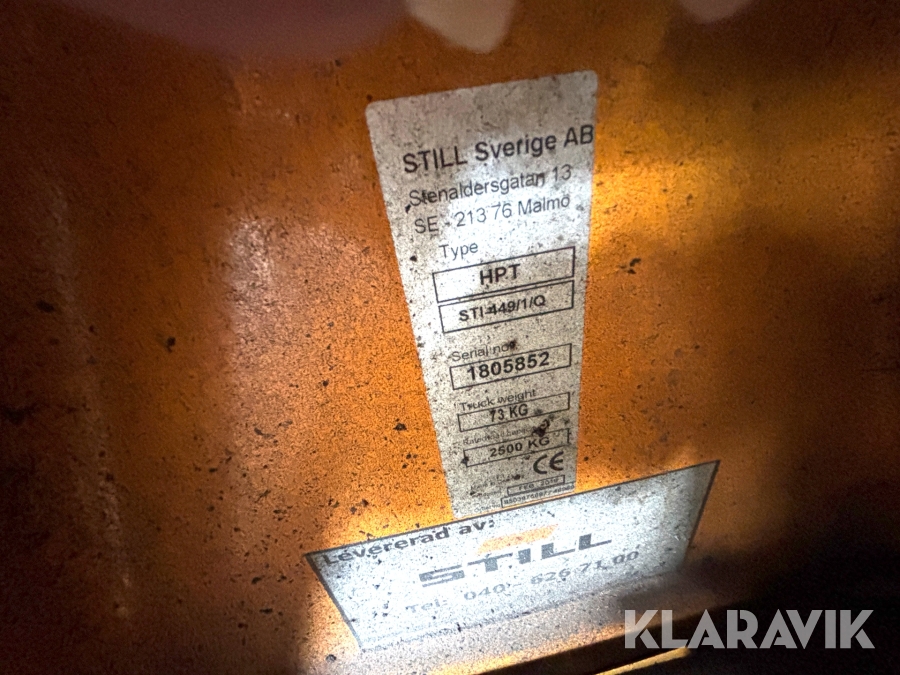 STILL Sverige AB
Stenaldersgatan 13
SE - 213 76 Malmö
Type
HPT
STI-449/1/Q
Serial no.
1805852
Truck weight
73 KG
2500 KG
CE
Levererad av:
STILL
Tel: 040 - 626 71 00
KLARAVIK